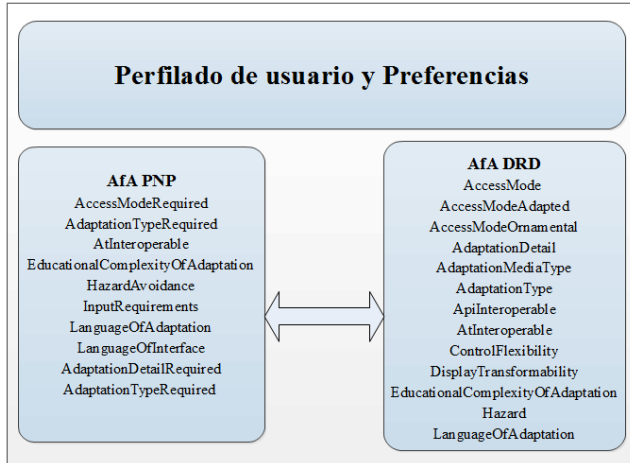 Perfilado de usuario y Preferencias
AfA PNP
AccessModeRequired
AdaptationTypeRequired
AtInteroperable
EducationalComplexityOfAdaptation
HazardAvoidance
InputRequirements
LanguageOfAdaptation
LanguageOfInterface
AdaptationDetailRequired
AdaptationTypeRequired
AfA DRD
AccessMode
AccessModeAdapted
AccessModeOrnamental
AdaptationDetail
AdaptationMediaType
AdaptationType
ApiInteroperable
AtInteroperable
ControlFlexibility
DisplayTransformability
EducationalComplexityOfAdaptation
Hazard
LanguageOfAdaptation